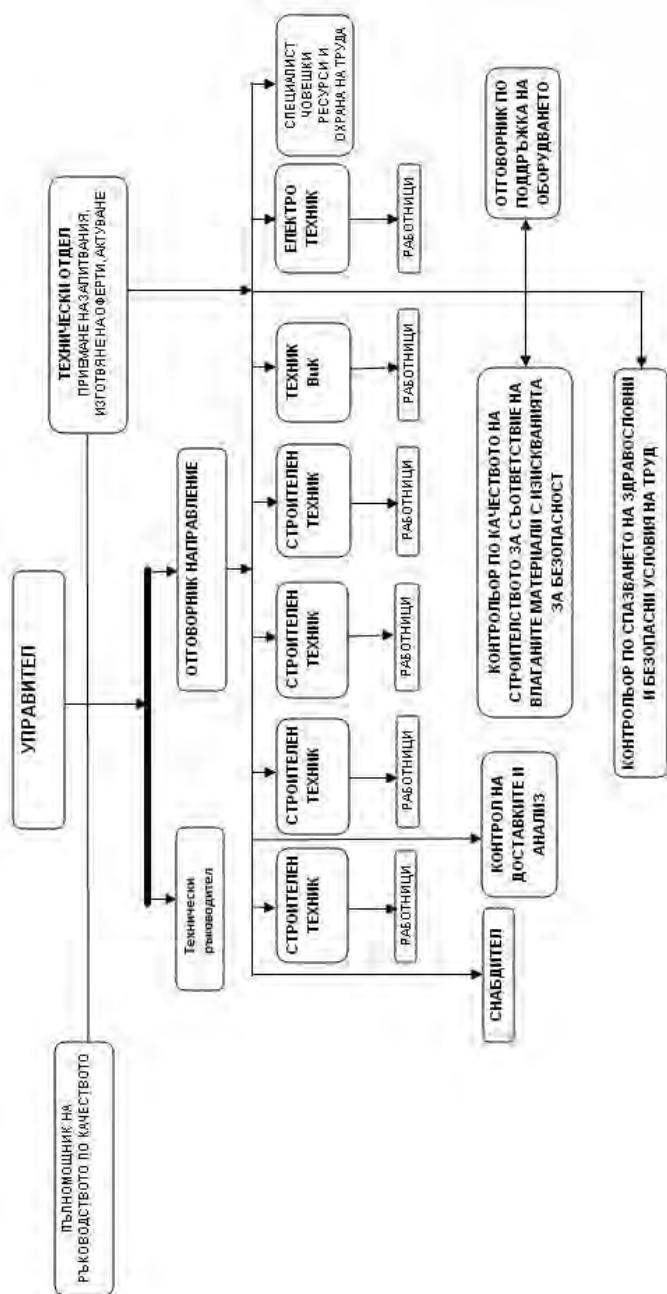 УПРАВИТЕЛ
ПЪЛНОМОЩНИК НА
РЪКОВОДСТВОТО ПО КАЧЕСТВОТО
ТЕХНИЧЕСКИ ОТДЕЛ
ПРИЕМАНЕ НА ЗАПИТВАНИЯ,
ИЗГОТВЯНЕ НА ОФЕРТИ, АКТУВАНЕ
Технически
ръководител
ОТГОВОРНИК НАПРАВЛЕНИЕ
СТРОИТЕЛЕН
ТЕХНИК
СТРОИТЕЛЕН
ТЕХНИК
СТРОИТЕЛЕН
ТЕХНИК
СТРОИТЕЛЕН
ТЕХНИК
ТЕХНИК
ВиК
ЕЛЕКТРО
ТЕХНИК
СПЕЦИАЛИСТ
ЧОВЕШКИ
РЕСУРСИ И
ОХРАНА НА ТРУДА
РАБОТНИЦИ
РАБОТНИЦИ
РАБОТНИЦИ
РАБОТНИЦИ
РАБОТНИЦИ
РАБОТНИЦИ
СНАБДИТЕЛ
КОНТРОЛ НА
ДОСТАВКИТЕ И
АНАЛИЗ
КОНТРОЛЬОР ПО КАЧЕСТВОТО НА
СТРОИТЕЛСТВОТО ЗА СЪОТВЕТСТВИЕ НА
ВЛАГАНИТЕ МАТЕРИАЛИ С ИЗИСКВАНИЯТА
ЗА БЕЗОПАСНОСТ
ОТГОВОРНИК ПО
ПОДДРЪЖКА НА
ОБОРУДВАНЕТО
КОНТРОЛЬОР ПО СПАЗВАНЕТО НА ЗДРАВОСЛОВНИ
И БЕЗОПАСНИ УСЛОВИЯ НА ТРУД